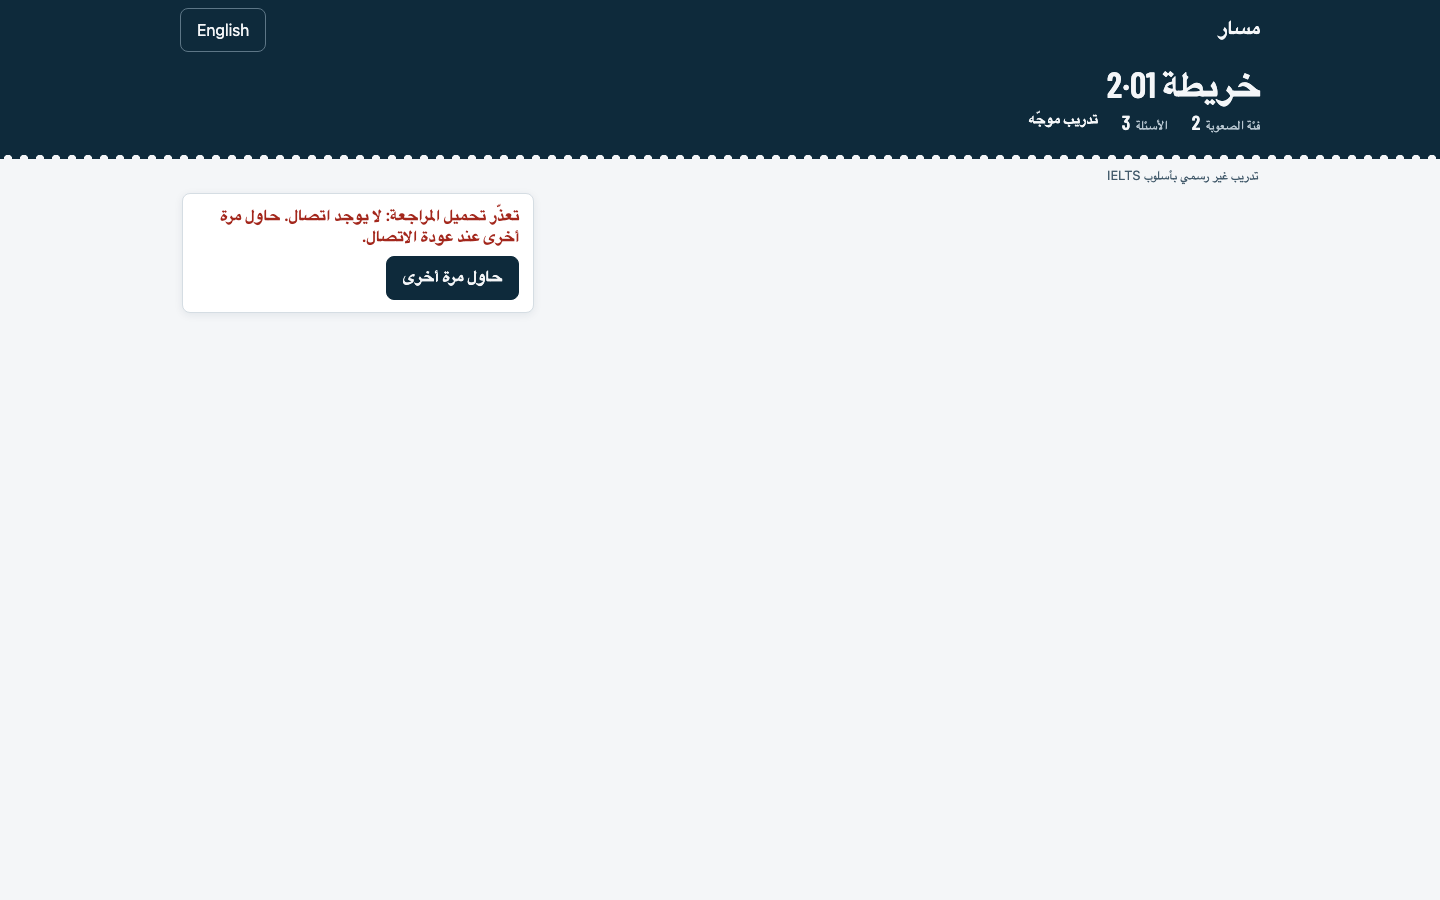 مسار
English
خريطة 2·01
فئة الصعوبة 2 الأسئلة 3 تدريب موجّه
تدريب غير رسمي بأسلوب IELTS
تعذّر تحميل المراجعة: لا يوجد اتصال. حاول مرة
أخرى عند عودة الاتصال.
حاول مرة أخرى